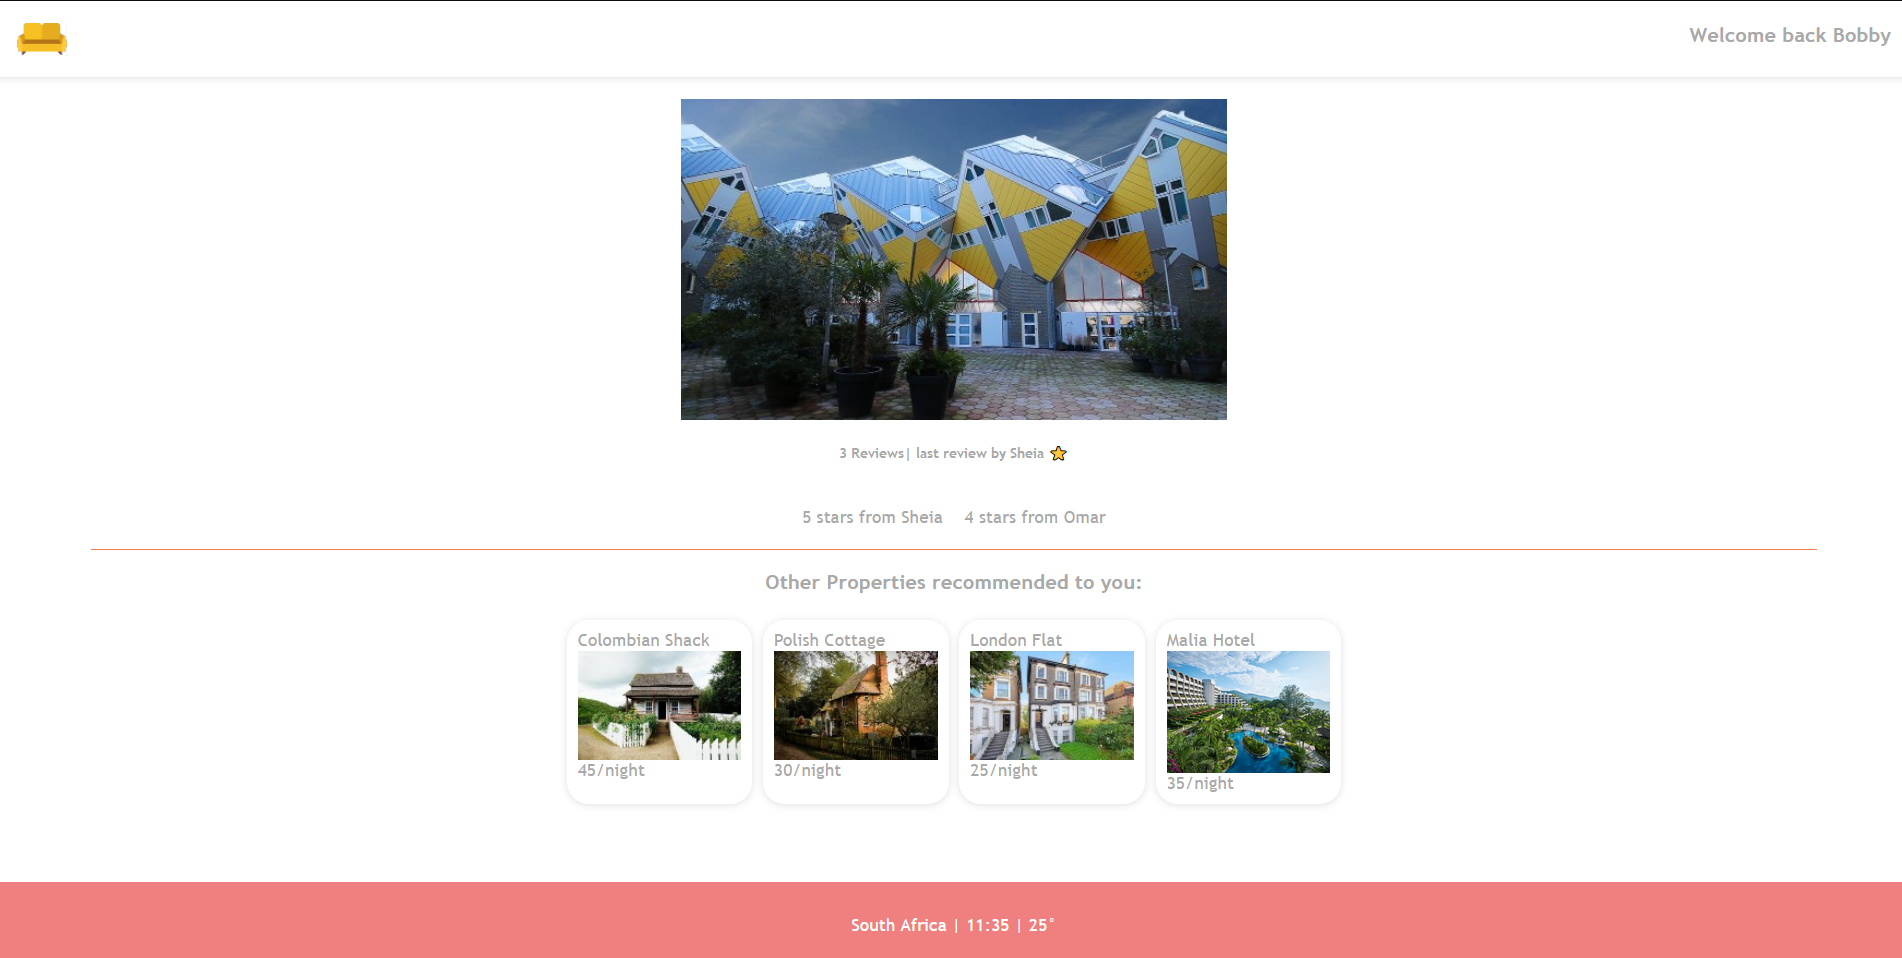 Welcome back Bobby
3 Reviews| last review by Sheia
5 stars from Sheia 4 stars from Omar
Other Properties recommended to you:
Colombian Shack
45/night
Polish Cottage
30/night
London Flat
25/night
Malia Hotel
35/night
South Africa | 11:35 | 25°